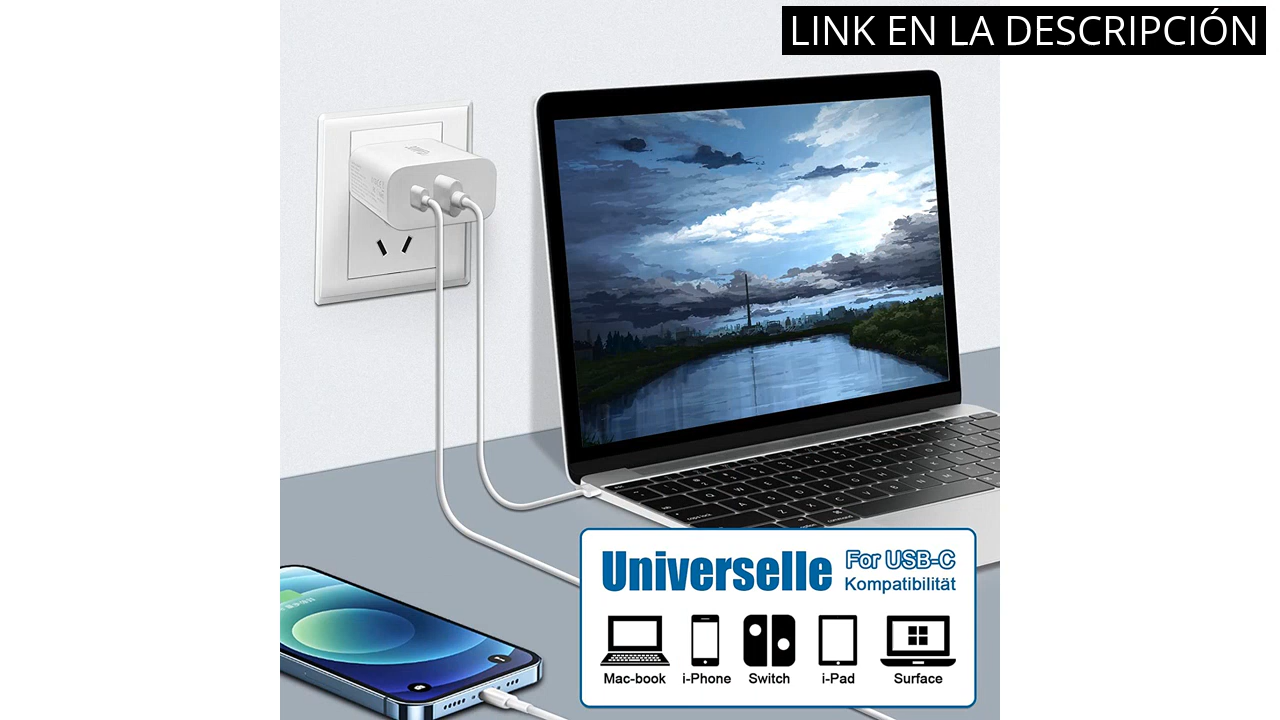 LINK EN LA DESCRIPCIÓN
Universelle
For USB-C
Kompatibilität
Mac-book
i-Phone
Switch
i-Pad
Surface